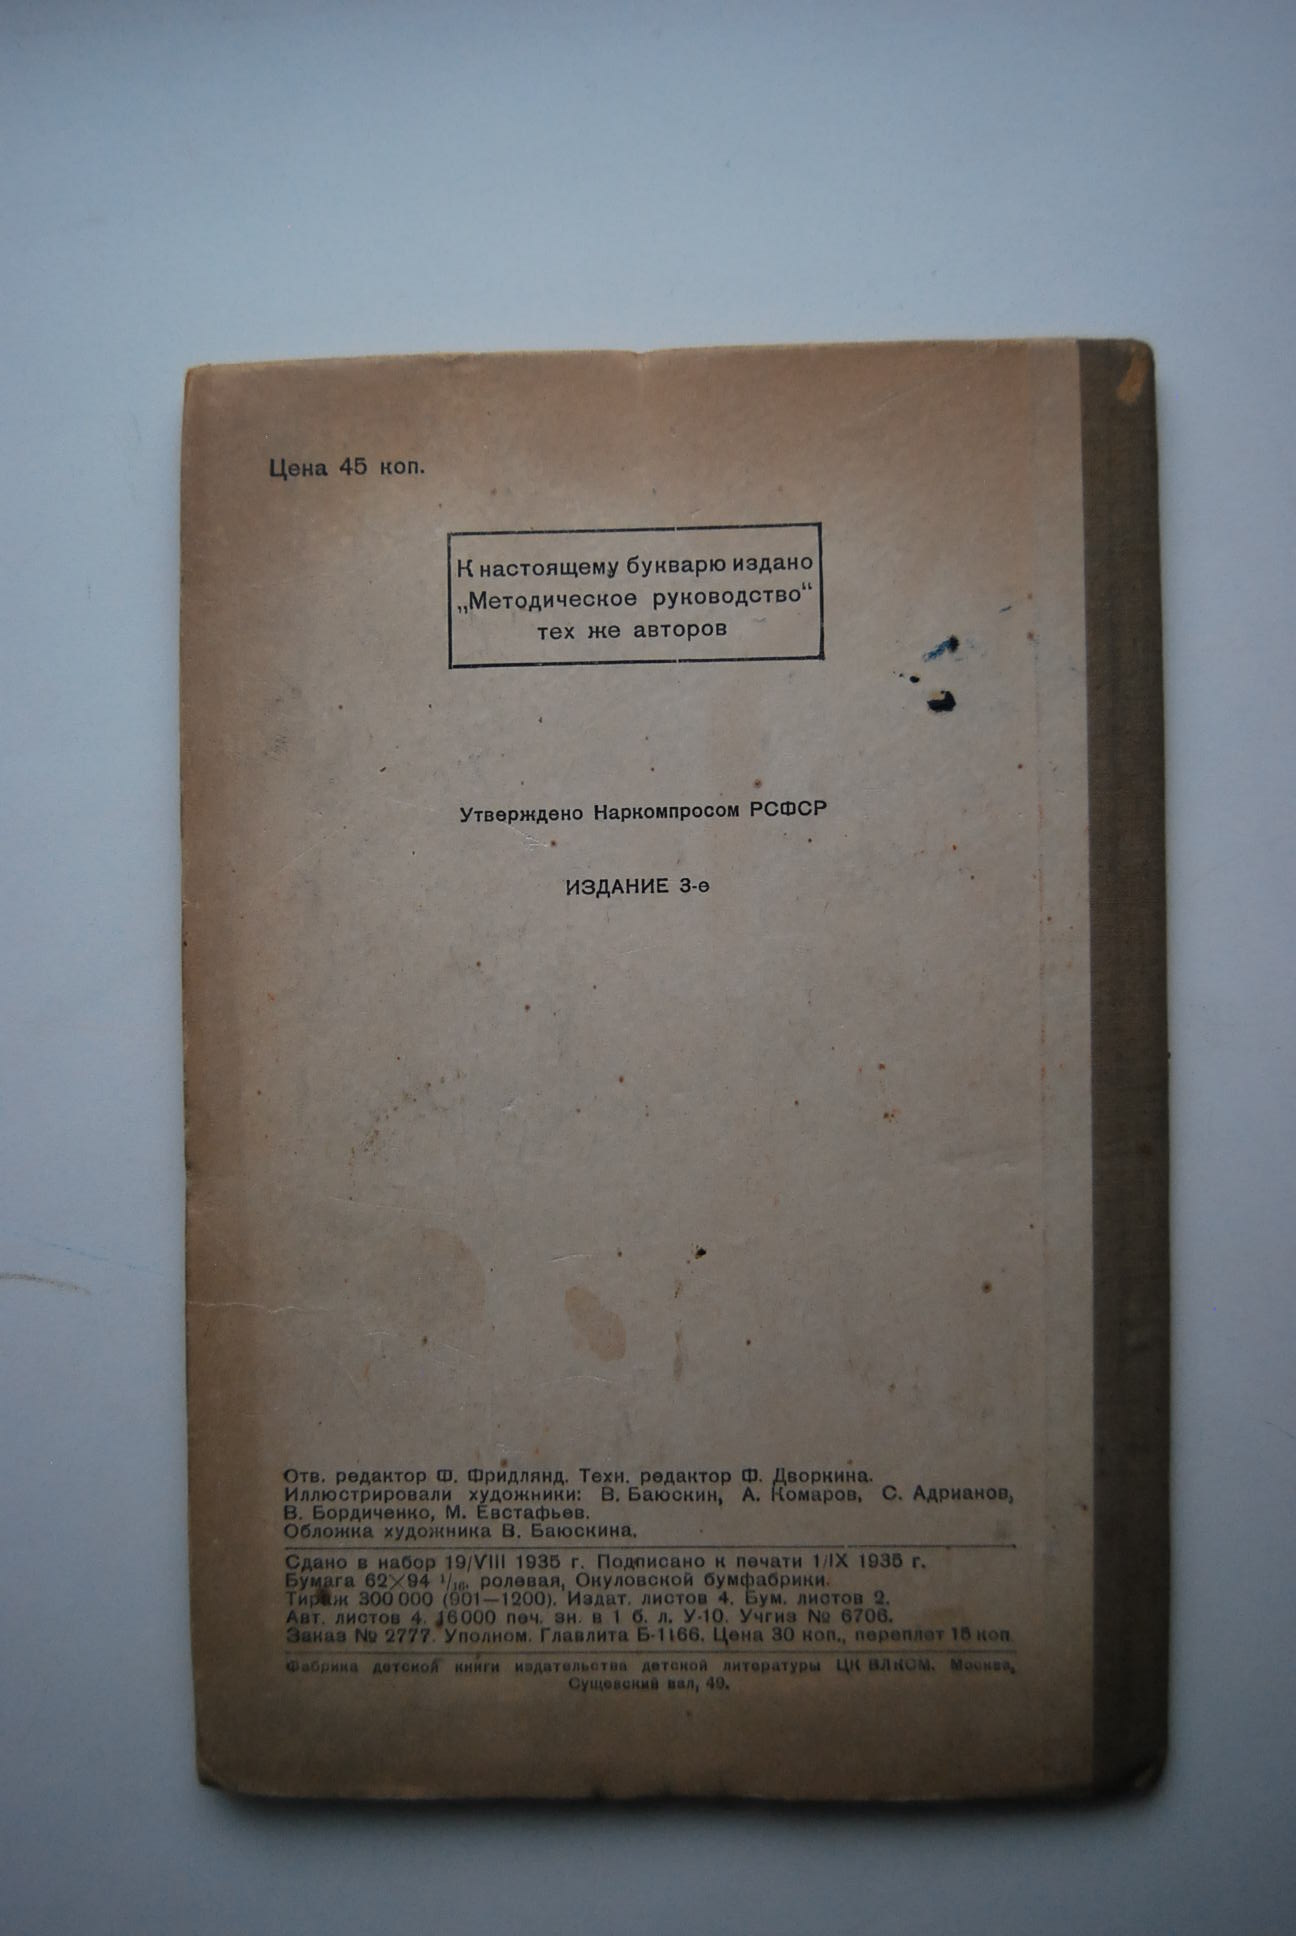 Цена 45 коп.
К настоящему букварю издано
„Методическое руководство“
тех же авторов
Утверждено Наркомпросом РСФСР
ИЗДАНИЕ 3-е
Отв. редактор Ф. Фридлянд. Техн. редактор Ф. Дворкина.
Иллюстрировали художники: В. Баюскин, А. Комаров, С. Адрианов,
В. Бордиченко, М. Евстафьев.
Обложка художника В. Баюскина.
Сдано в набор 19/VIII 1935 г. Подписано к печати 1/IX 1935 г.
Бумага 62×94 1/16. ролевая, Окуловской бумфабрики.
Тираж 300 000 (901—1200). Издат. листов 4. Бум. листов 2.
Авт. листов 4. 16000 печ. зн. в 1 б. л. У-10. Учгиз № 6706.
Заказ № 2777. Уполном. Главлита Б-1166. Цена 30 коп., переплет 15 коп.
Фабрика детской книги издательства детской литературы ЦК ВЛКСМ. Москва,
Сущевский вал, 49.